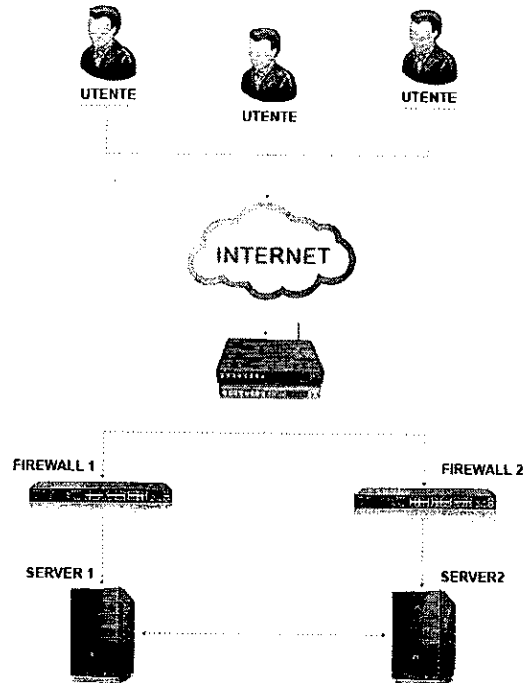 UTENTE
UTENTE
UTENTE
INTERNET
FIREWALL 1
FIREWALL 2
SERVER 1
SERVER2